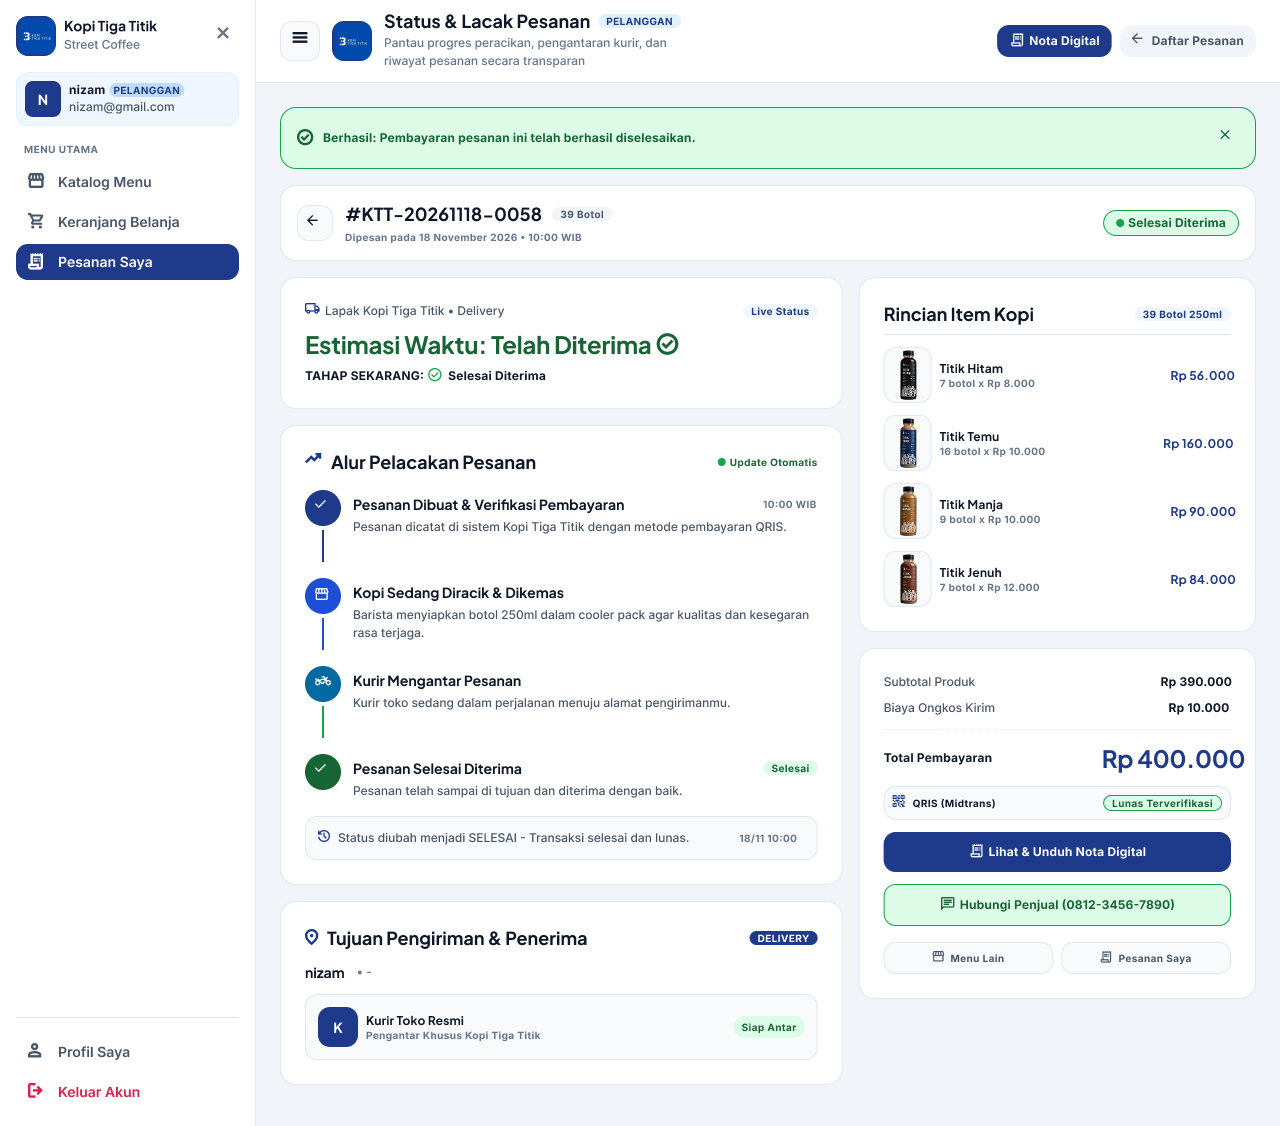 Kopi Tiga Titik
Street Coffee
N
nizam PELANGGAN
nizam@gmail.com
MENU UTAMA
Katalog Menu
Keranjang Belanja
Pesanan Saya
Profil Saya
Keluar Akun
Status & Lacak Pesanan PELANGGAN
Pantau progres peracikan, pengantaran kurir, dan
riwayat pesanan secara transparan
Nota Digital
Daftar Pesanan
Berhasil: Pembayaran pesanan ini telah berhasil diselesaikan.
#KTT-20261118-0058 39 Botol
Dipesan pada 18 November 2026 • 10:00 WIB
Selesai Diterima
Lapak Kopi Tiga Titik • Delivery
Live Status
Estimasi Waktu: Telah Diterima
TAHAP SEKARANG: Selesai Diterima
Alur Pelacakan Pesanan
Update Otomatis
Pesanan Dibuat & Verifikasi Pembayaran
10:00 WIB
Pesanan dicatat di sistem Kopi Tiga Titik dengan metode pembayaran QRIS.
Kopi Sedang Diracik & Dikemas
Barista menyiapkan botol 250ml dalam cooler pack agar kualitas dan kesegaran
rasa terjaga.
Kurir Mengantar Pesanan
Kurir toko sedang dalam perjalanan menuju alamat pengirimanmu.
Pesanan Selesai Diterima
Selesai
Pesanan telah sampai di tujuan dan diterima dengan baik.
Status diubah menjadi SELESAI - Transaksi selesai dan lunas.
18/11 10:00
Tujuan Pengiriman & Penerima
DELIVERY
nizam • -
K
Kurir Toko Resmi
Pengantar Khusus Kopi Tiga Titik
Siap Antar
Rincian Item Kopi
39 Botol 250ml
Titik Hitam
7 botol x Rp 8.000
Rp 56.000
Titik Temu
16 botol x Rp 10.000
Rp 160.000
Titik Manja
9 botol x Rp 10.000
Rp 90.000
Titik Jenuh
7 botol x Rp 12.000
Rp 84.000
Subtotal Produk
Rp 390.000
Biaya Ongkos Kirim
Rp 10.000
Total Pembayaran
Rp 400.000
QRIS (Midtrans)
Lunas Terverifikasi
Lihat & Unduh Nota Digital
Hubungi Penjual (0812-3456-7890)
Menu Lain
Pesanan Saya